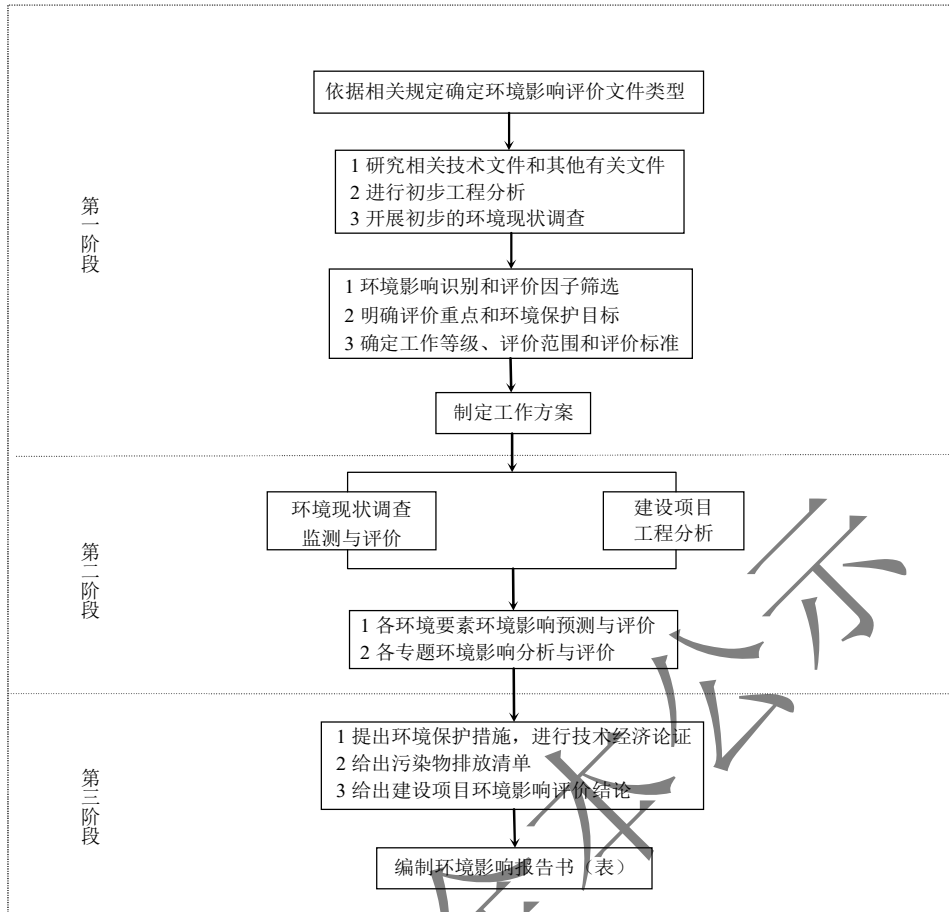 依据相关规定确定环境影响评价文件类型
1 研究相关技术文件和其他有关文件
2 进行初步工程分析
3 开展初步的环境现状调查
第一阶段
1 环境影响识别和评价因子筛选
2 明确评价重点和环境保护目标
3 确定工作等级、评价范围和评价标准
制定工作方案
环境现状调查
监测与评价
建设项目
工程分析
第二阶段
1 各环境要素环境影响预测与评价
2 各专题环境影响分析与评价
1 提出环境保护措施，进行技术经济论证
2 给出污染物排放清单
3 给出建设项目环境影响评价结论
第三阶段
编制环境影响报告书（表）
本公示